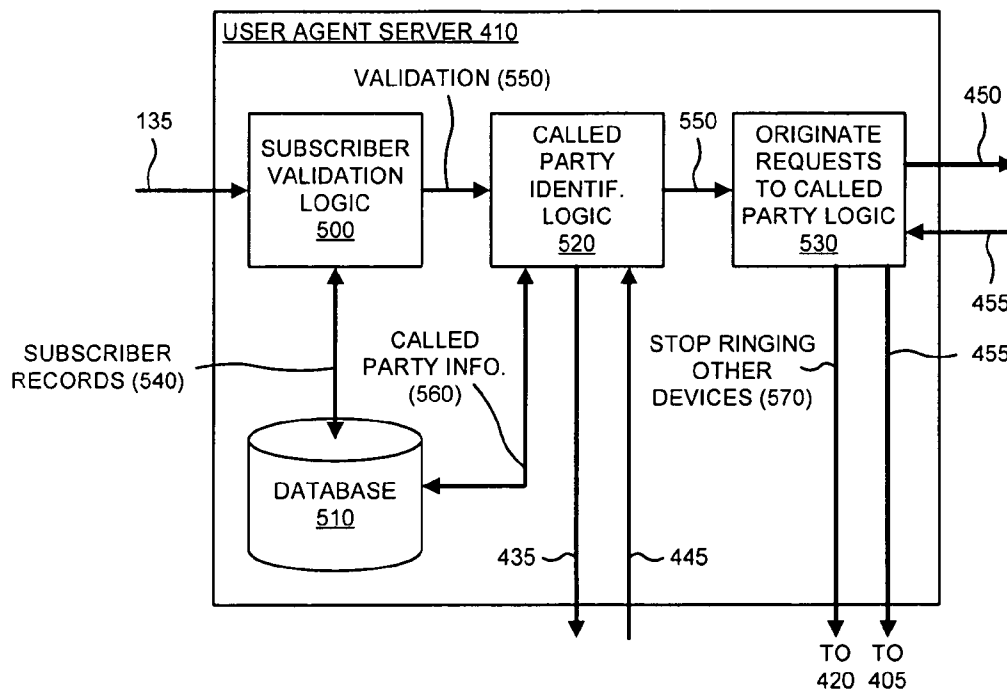 USER AGENT SERVER 410
VALIDATION (550)
135
550
450
SUBSCRIBER
VALIDATION
LOGIC
500
CALLED
PARTY
IDENTIF.
LOGIC
520
ORIGINATE
REQUESTS
TO CALLED
PARTY LOGIC
530
455
SUBSCRIBER
RECORDS (540)
CALLED
PARTY INFO.
(560)
STOP RINGING
OTHER
DEVICES (570)
455
DATABASE
510
435
445
TO
420
TO
405